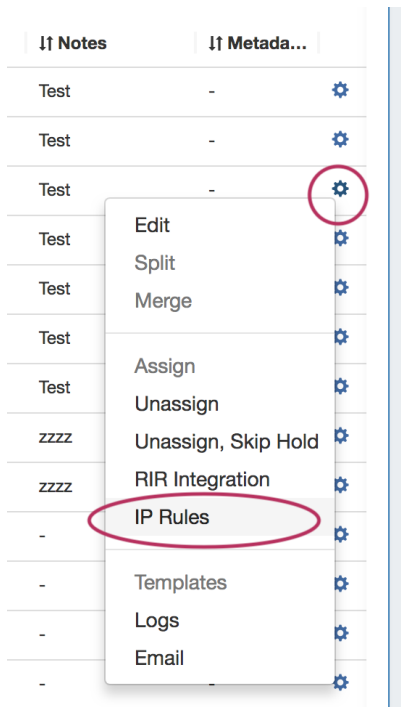 ↓↑ Notes ↓↑ Metada...
Test -
Test -
Test -
Test
Test
Test
Test
zzzz
zzzz
-
-
-
- -
Edit
Split
Merge
Assign
Unassign
Unassign, Skip Hold
RIR Integration
IP Rules
Templates
Logs
Email